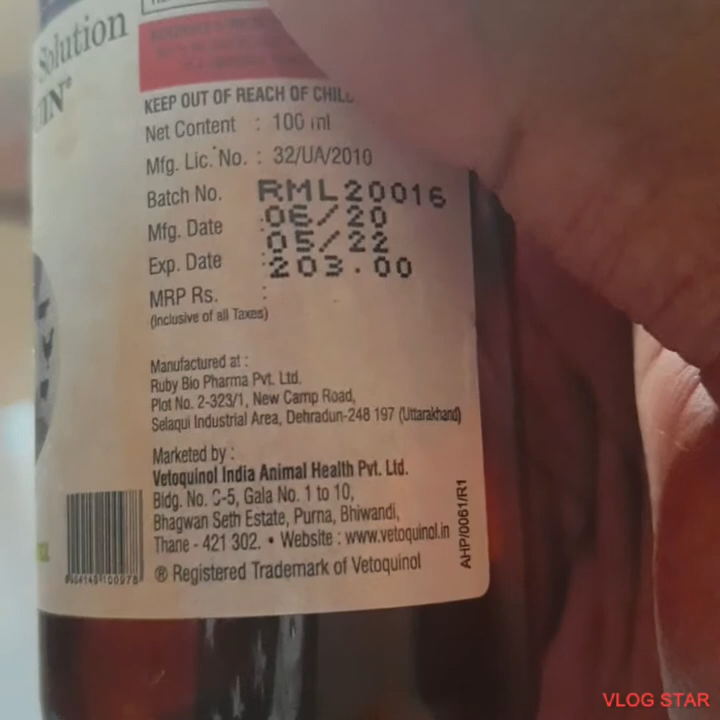 Solution
KEEP OUT OF REACH OF
Net Content : 100 ml
Mfg. Lic. No. : 32/UA/2010
Batch No. RML20016
Mfg. Date : 06/20
Exp. Date : 05/22
MRP Rs. : 203.00
(Inclusive of all Taxes)
Manufactured at :
Ruby Bio Pharma Pvt. Ltd.
Plot No. 2-323/1, New Camp Road,
Selaqui Industrial Area, Dehradun-248 197 (Uttarakhand)
Marketed by :
Vetoquinol India Animal Health Pvt. Ltd.
Bldg. No. C-5, Gala No. 1 to 10,
Bhagwan Seth Estate, Purna, Bhiwandi,
Thane - 421 302. • Website : www.vetoquinol.in
® Registered Trademark of Vetoquinol
AHP/0061/R1
VLOG STAR